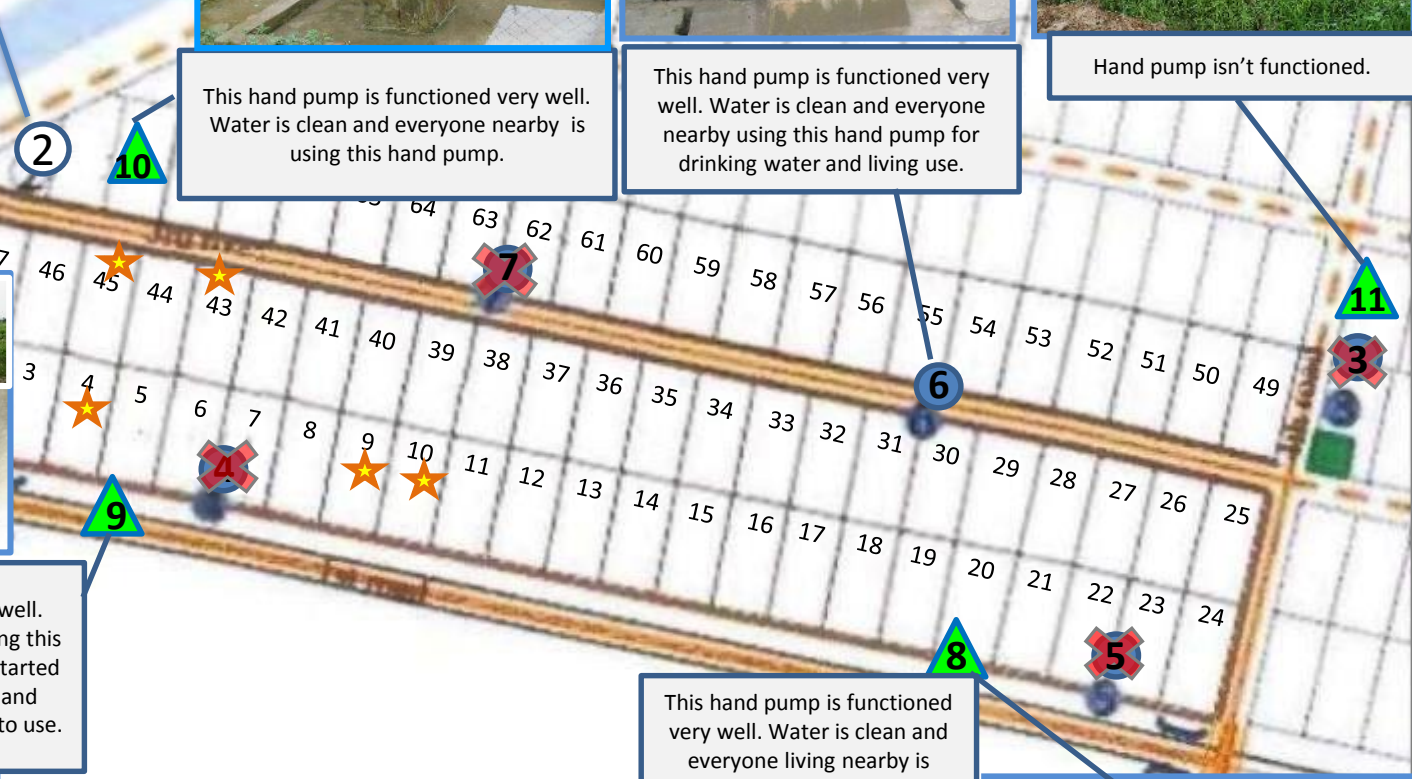 This hand pump is functioned very well.
Water is clean and everyone nearby is
using this hand pump.
This hand pump is functioned very
well. Water is clean and everyone
nearby using this hand pump for
drinking water and living use.
Hand pump isn't functioned.
2
10
11
64 63 62 61 60 59 58 57 56 55 54 53 52 51 50 49
7
6
3
46 45 44 43 42 41 40 39 38 37 36 35 34 33 32 31 30 29 28 27 26 25
3 4 5 6 7 8 9 10 11 12 13 14 15 16 17 18 19 20 21 22 23 24
4
9
8
5
well.
this
and
to use.
This hand pump is functioned
very well. Water is clean and
everyone living nearby is